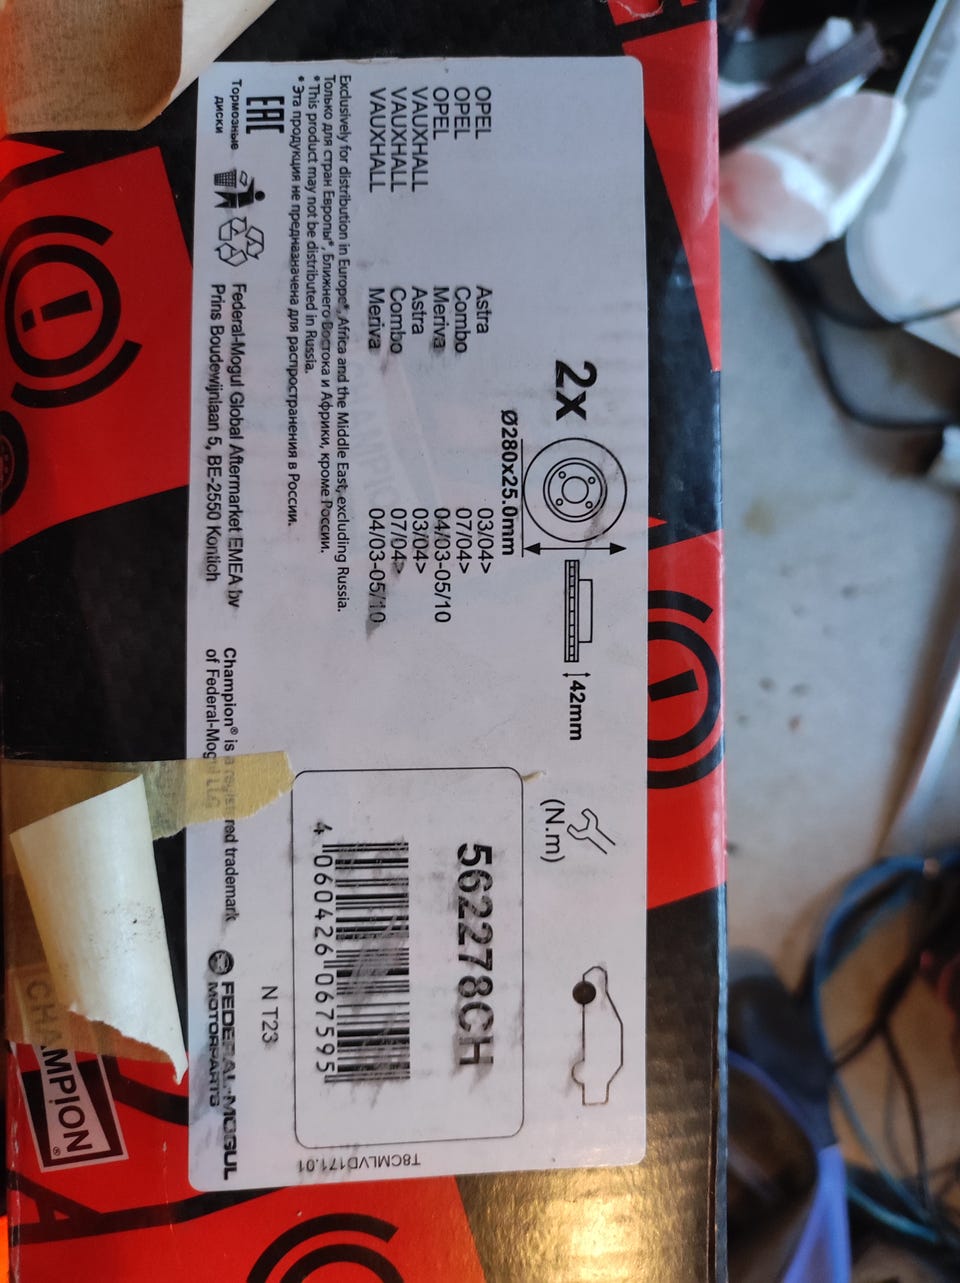 2x
Ø280x25.0mm
42mm
(N.m)
OPEL Astra 03/04>
OPEL Combo 07/04>
OPEL Meriva 04/03-05/10
VAUXHALL Astra 03/04>
VAUXHALL Combo 07/04>
VAUXHALL Meriva 04/03-05/10
Exclusively for distribution in Europe*, Africa and the Middle East, excluding Russia.
Только для стран Европы*, Ближнего Востока и Африки, кроме России.
*This product may not be distributed in Russia.
*Эта продукция не предназначена для распространения в России.
562278CH
4 060426 067595
T8CMLVD171.01
N T23
EAC
Тормозные
диски
Federal-Mogul Global Aftermarket EMEA bv
Prins Boudewijnlaan 5, BE-2550 Kontich
Champion® is a registered trademark
of Federal-Mogul LLC
FEDERAL-MOGUL
MOTORPARTS
CHAMPION
CHAMPION®